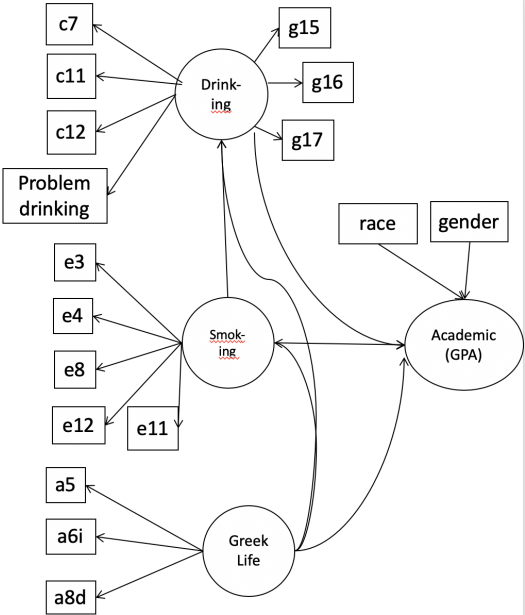 c7
g15
c11
Drink-
ing
g16
c12
g17
Problem
drinking
race
gender
e3
e4
Smok-
ing
Academic
(GPA)
e8
e12
e11
a5
a6i
Greek
Life
a8d